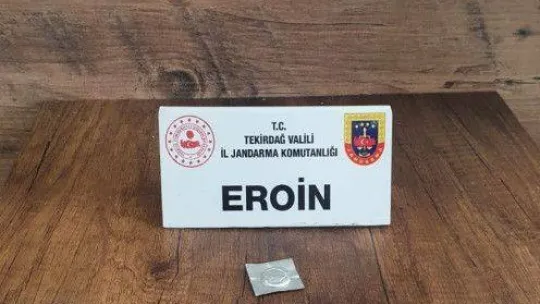 T.C.
TEKİRDAĞ VALİLİ
İL JANDARMA KOMUTANLIĞI
EROİN